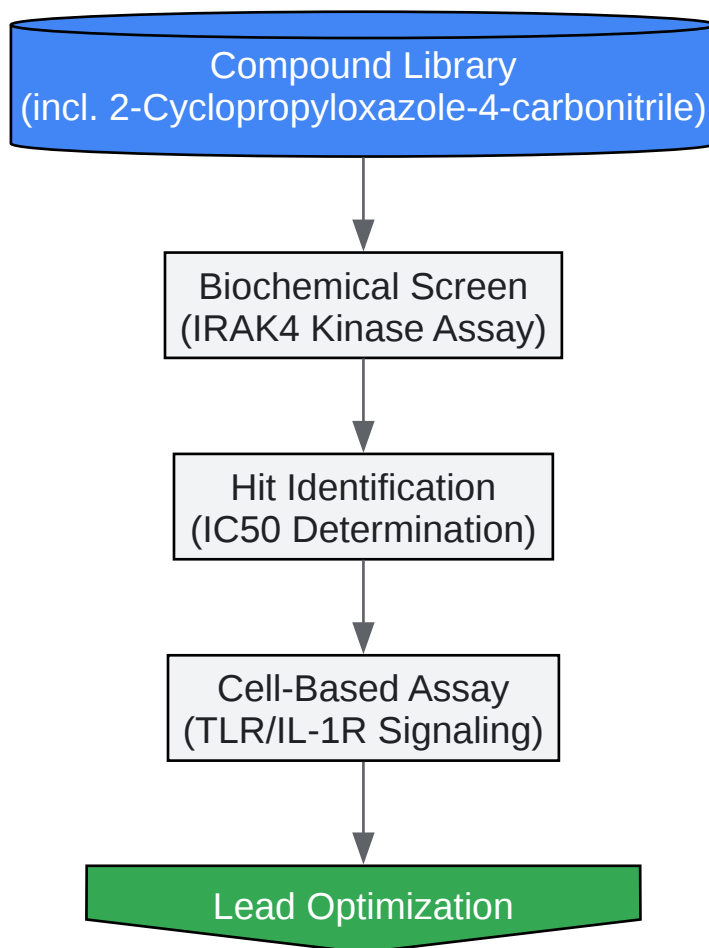 Compound Library
(incl. 2-Cyclopropyloxazole-4-carbonitrile)
Biochemical Screen
(IRAK4 Kinase Assay)
Hit Identification
(IC50 Determination)
Cell-Based Assay
(TLR/IL-1R Signaling)
Lead Optimization